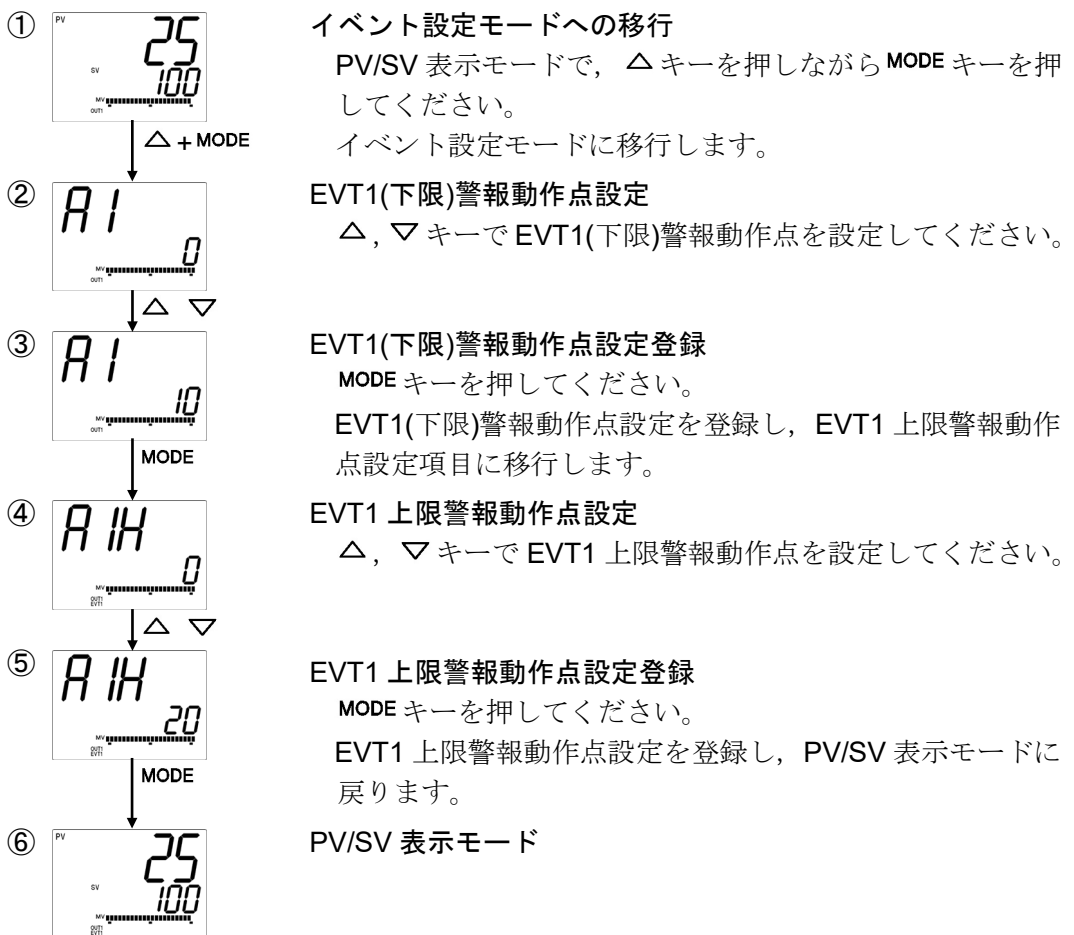 ① イベント設定モードへの移行
PV
25
SV
100
MV
OUT1
PV/SV 表示モードで，△キーを押しながら MODE キーを押
してください。
イベント設定モードに移行します。
△ + MODE
② EVT1(下限)警報動作点設定
A1
0
MV
OUT1
△，▽ キーで EVT1(下限)警報動作点を設定してください。
△ ▽
③ EVT1(下限)警報動作点設定登録
A1
10
MV
OUT1
MODE キーを押してください。
EVT1(下限)警報動作点設定を登録し，EVT1 上限警報動作
点設定項目に移行します。
MODE
④ EVT1 上限警報動作点設定
A1H
0
MV
OUT1
EVT1
△，▽ キーで EVT1 上限警報動作点を設定してください。
△ ▽
⑤ EVT1 上限警報動作点設定登録
A1H
20
MV
OUT1
EVT1
MODE キーを押してください。
EVT1 上限警報動作点設定を登録し，PV/SV 表示モードに
戻ります。
MODE
⑥ PV/SV 表示モード
PV
25
SV
100
MV
OUT1
EVT1